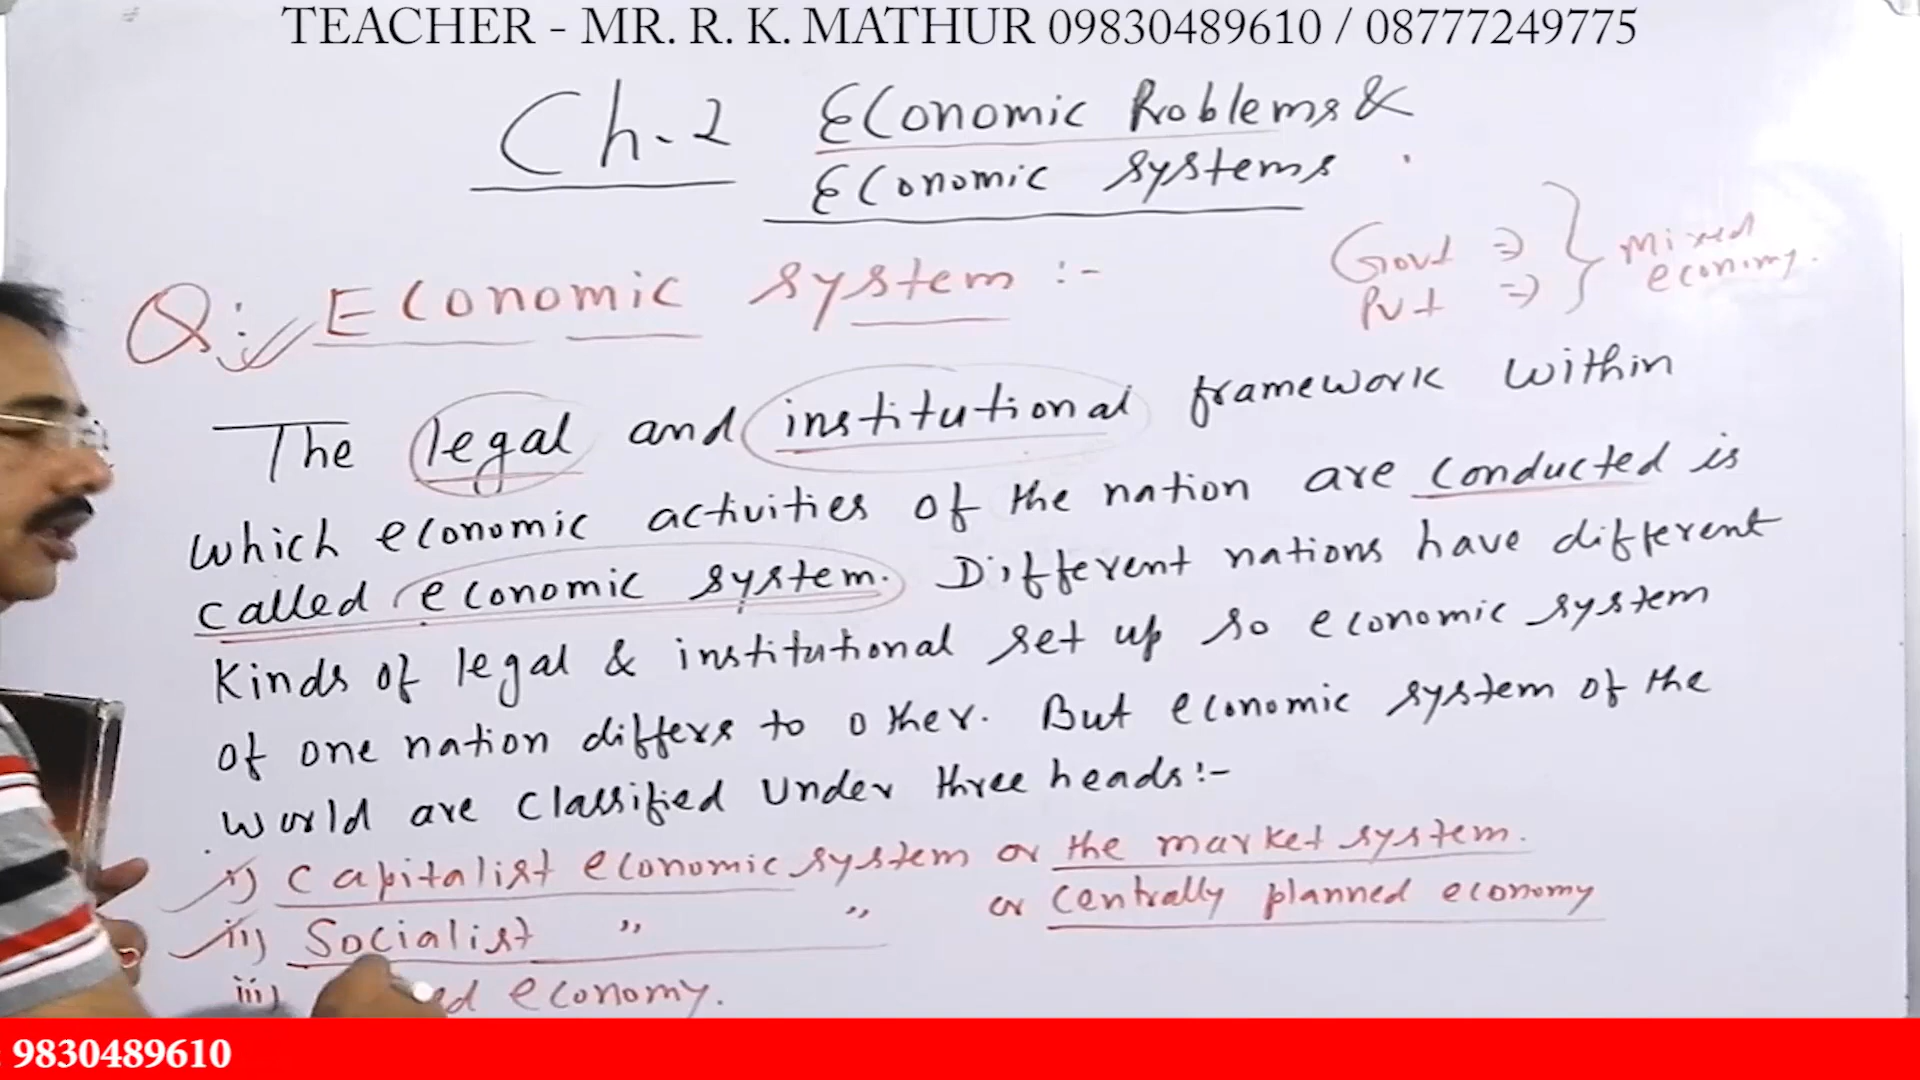 TEACHER - MR. R. K. MATHUR 09830489610 / 08777249775
Ch-2 Economic Problems &
Economic systems
Govt ⇒ } mixed
Pvt ⇒ economy.
Q: Economic system :-
The legal and institutional framework within
which economic activities of the nation are conducted is
called economic system. Different nations have different
kinds of legal & institutional set up so economic system
of one nation differs to other. But economic system of the
world are classified under three heads:-
i) Capitalist economic system or the market system.
ii) Socialist " " or centrally planned economy
iii) economy.
: 9830489610